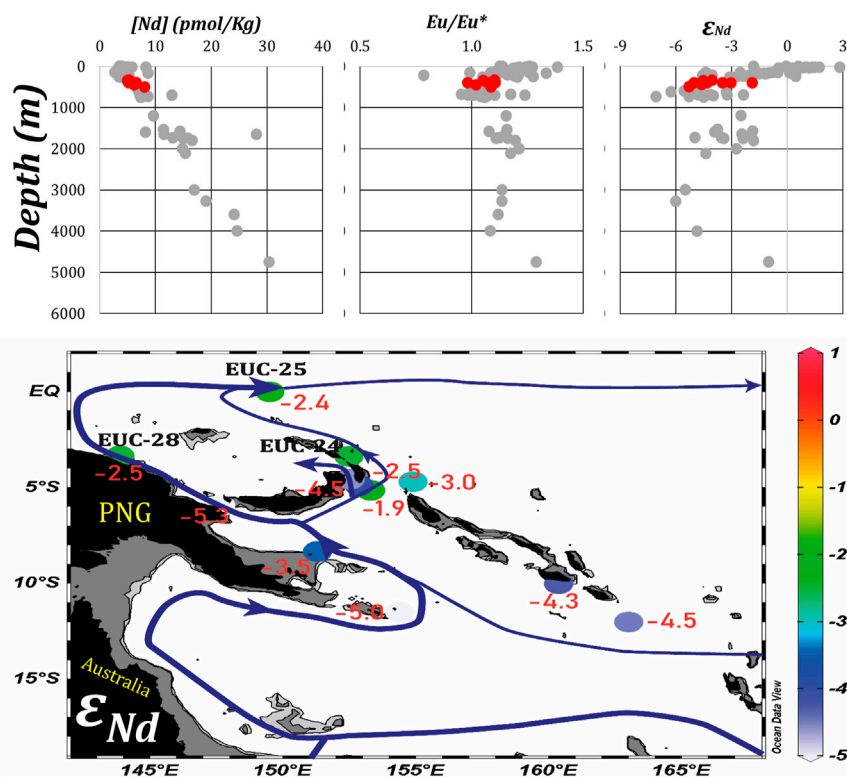 [Nd] (pmol/Kg) Eu/Eu* εNd
0 10 20 30 40 0.5 1.0 1.5 -9 -6 -3 0 3
Depth (m)
0
1000
2000
3000
4000
5000
6000
EUC-25
EQ
-2.4
EUC-28
EUC-24
-2.5
-2.5
-3.0
5°S
-4.5
-1.9
PNG
-5.3
-3.5
10°S
-4.3
-5.0
-4.5
15°S
Australia
εNd
145°E 150°E 155°E 160°E 165°E
Ocean Data View
1
0
-1
-2
-3
-4
-5